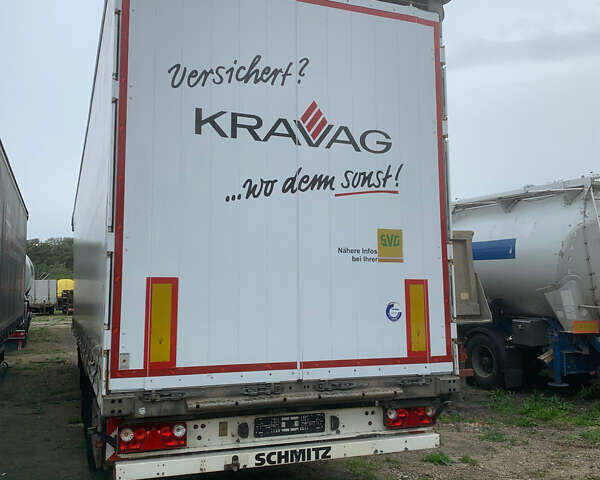 Versichert?
KRAVAG
...wo denn sonst!
SVG
Nähere Infos
bei Ihrer
SCHMITZ